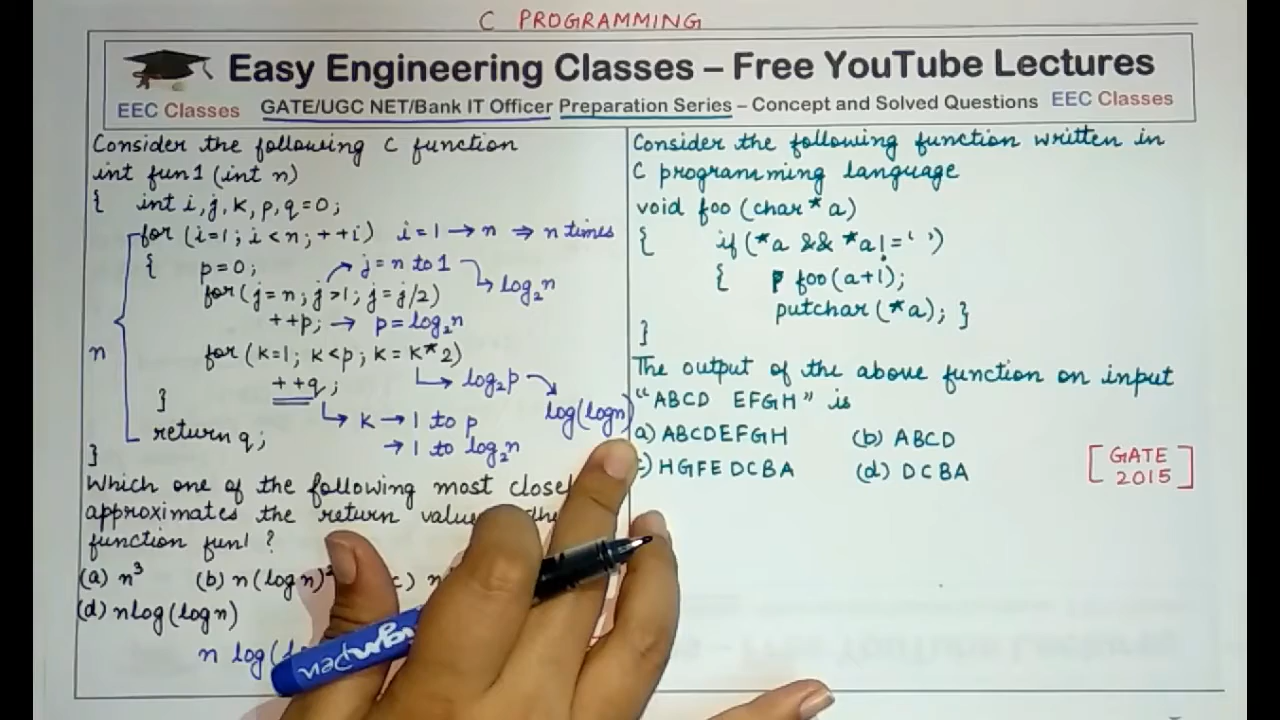 C PROGRAMMING
Easy Engineering Classes – Free YouTube Lectures
EEC Classes GATE/UGC NET/Bank IT Officer Preparation Series – Concept and Solved Questions EEC Classes
Consider the following C function
int fun1 (int n)
{ int i, j, k, p, q = 0;
for (i=1; i<n; ++i) i=1 → n ⇒ n times
{ p=0; j = n to 1
for (j=n; j>1; j=j/2) log₂n
++p; → p = log₂n
n for (k=1; k<p; k=k*2)
++q; log₂p
} k → 1 to p log(logn)
return q; → 1 to log₂n
}
Which one of the following most
approximates the return
function fun1 ?
(a) n³ (b) n(logn)²
(d) nlog(logn)
n log(
Consider the following function written in
C programming language
void foo (char * a)
{ if (*a && *a != ' ')
{ foo (a+1);
putchar (*a); }
}
The output of the above function on input
"ABCD EFGH" is
a) ABCDEFGH (b) ABCD
) HGFEDCBA (d) DCBA
[GATE
2015]